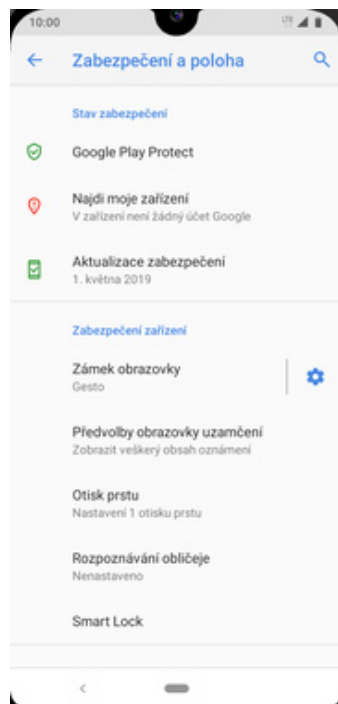 10:00
Zabezpečení a poloha
Stav zabezpečení
Google Play Protect
Najdi moje zařízení
V zařízení není žádný účet Google
Aktualizace zabezpečení
1. května 2019
Zabezpečení zařízení
Zámek obrazovky
Gesto
Předvolby obrazovky uzamčení
Zobrazit veškerý obsah oznámení
Otisk prstu
Nastavení 1 otisku prstu
Rozpoznávání obličeje
Nenastaveno
Smart Lock